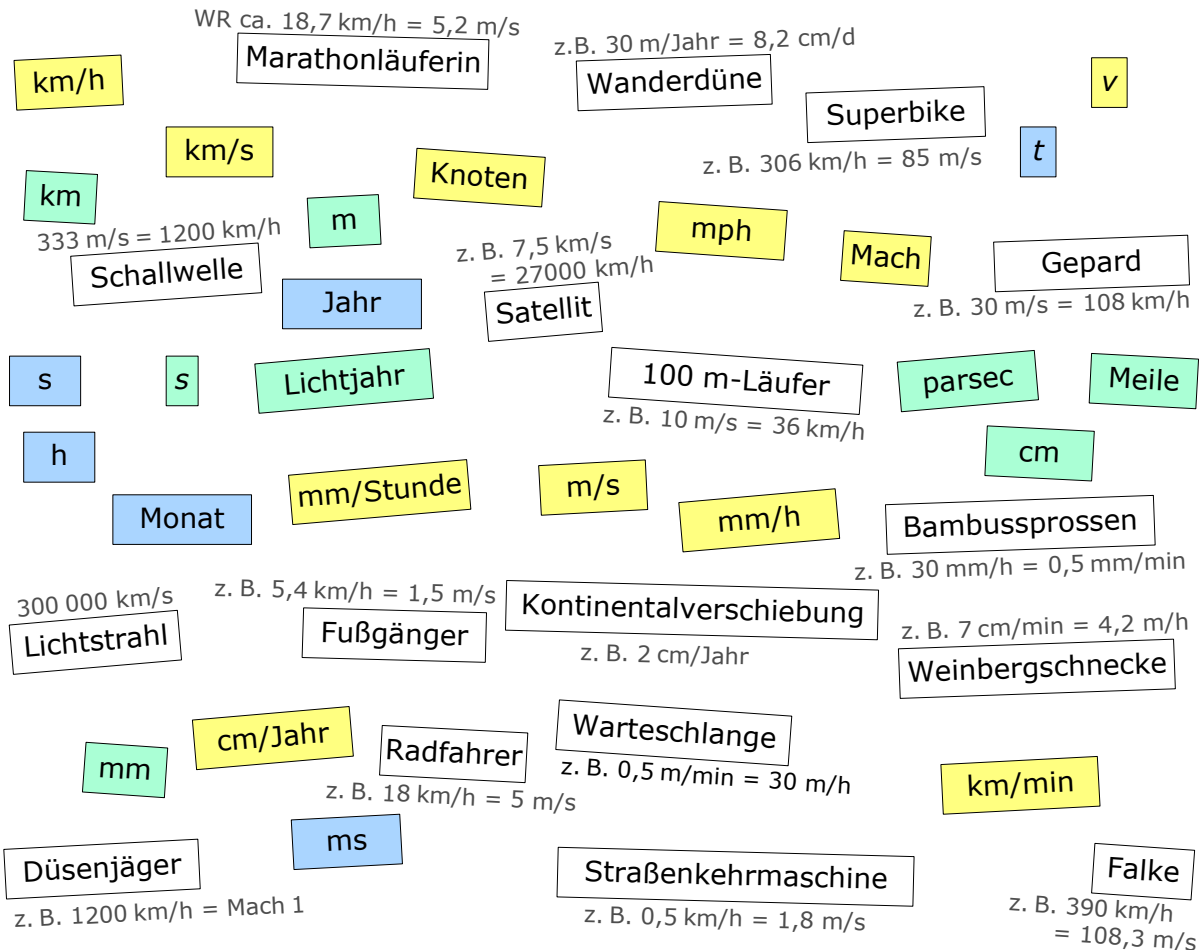 WR ca. 18,7 km/h = 5,2 m/s
Marathonläuferin
z.B. 30 m/Jahr = 8,2 cm/d
Wanderdüne
km/h
v
Superbike
z. B. 306 km/h = 85 m/s
t
km/s
Knoten
km
m
mph
Mach
333 m/s = 1200 km/h
Schallwelle
z. B. 7,5 km/s
= 27000 km/h
Satellit
Gepard
z. B. 30 m/s = 108 km/h
Jahr
s
s
Lichtjahr
100 m-Läufer
z. B. 10 m/s = 36 km/h
parsec
Meile
h
cm
mm/Stunde
m/s
mm/h
Monat
Bambussprossen
z. B. 30 mm/h = 0,5 mm/min
300 000 km/s
Lichtstrahl
z. B. 5,4 km/h = 1,5 m/s
Fußgänger
Kontinentalverschiebung
z. B. 2 cm/Jahr
z. B. 7 cm/min = 4,2 m/h
Weinbergschnecke
cm/Jahr
Radfahrer
z. B. 18 km/h = 5 m/s
Warteschlange
z. B. 0,5 m/min = 30 m/h
mm
km/min
ms
Düsenjäger
z. B. 1200 km/h = Mach 1
Straßenkehrmaschine
z. B. 0,5 km/h = 1,8 m/s
Falke
z. B. 390 km/h
= 108,3 m/s